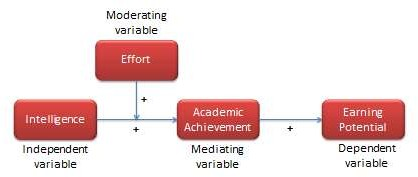 Moderating
variable
Effort
+
Intelligence
+
Academic
Achievement
+
Earning
Potential
Independent
variable
Mediating
variable
Dependent
variable